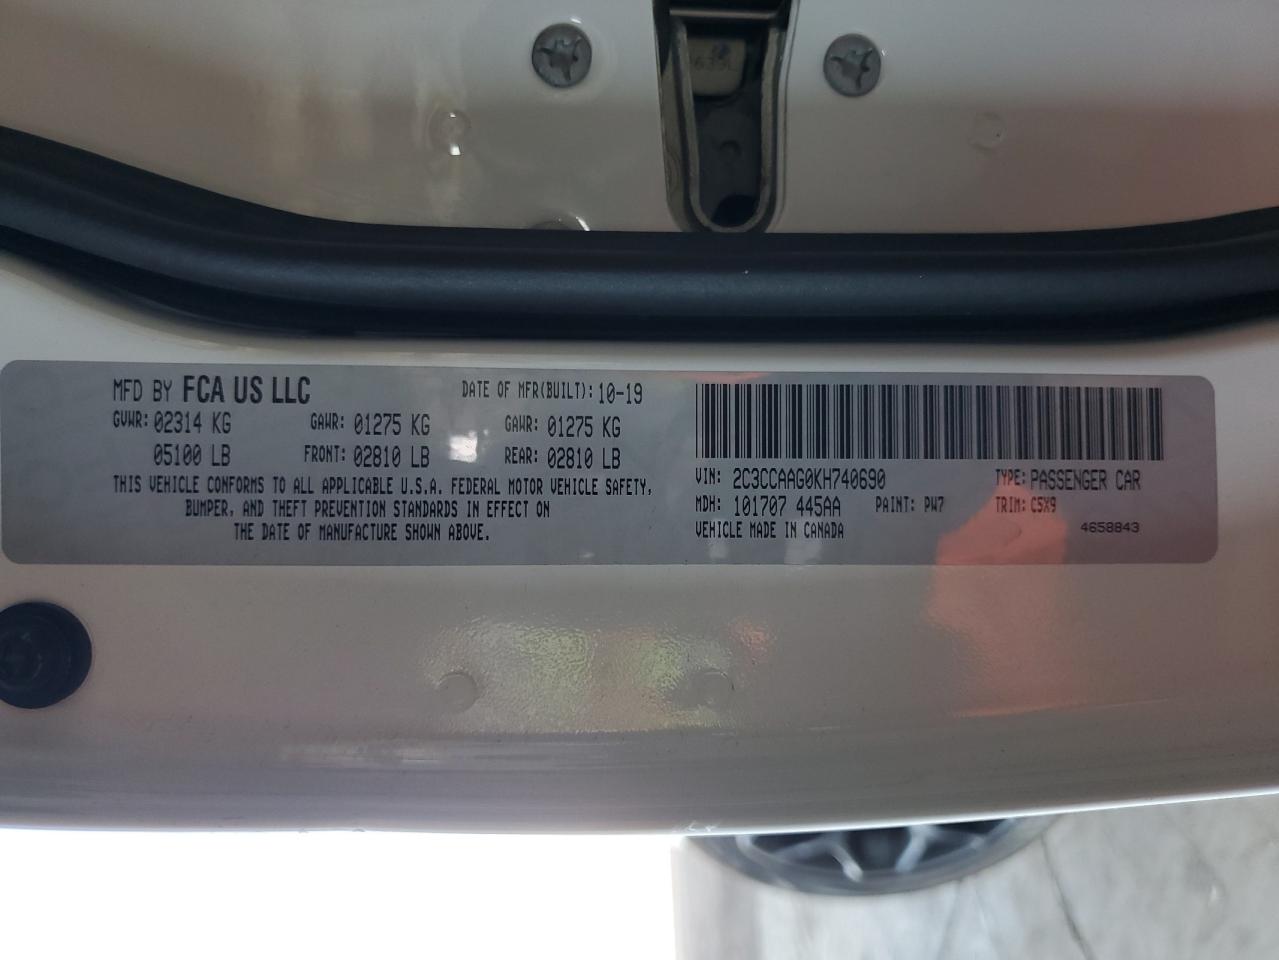 MFD BY FCA US LLC DATE OF MFR(BUILT): 10-19
GVWR: 02314 KG GAWR: 01275 KG GAWR: 01275 KG
05100 LB FRONT: 02810 LB REAR: 02810 LB
THIS VEHICLE CONFORMS TO ALL APPLICABLE U.S.A. FEDERAL MOTOR VEHICLE SAFETY,
BUMPER, AND THEFT PREVENTION STANDARDS IN EFFECT ON
THE DATE OF MANUFACTURE SHOWN ABOVE.
VIN: 2C3CCAAG0KH740690 TYPE: PASSENGER CAR
MDH: 101707 445AA PAINT: PW7 TRIM: C5X9
VEHICLE MADE IN CANADA 4658843